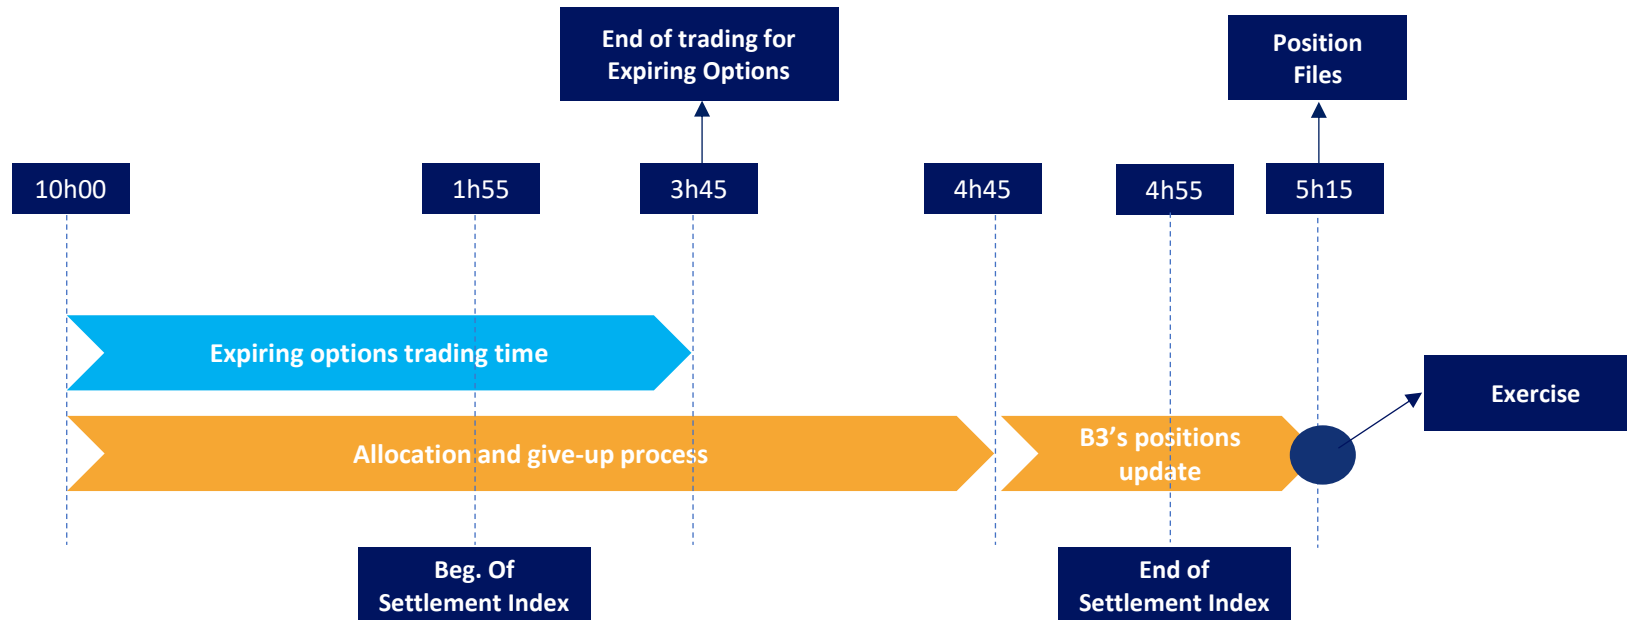 End of trading for
Expiring Options
Position
Files
10h00
1h55
3h45
4h45
4h55
5h15
Expiring options trading time
Exercise
Allocation and give-up process
B3's positions
update
Beg. Of
Settlement Index
End of
Settlement Index